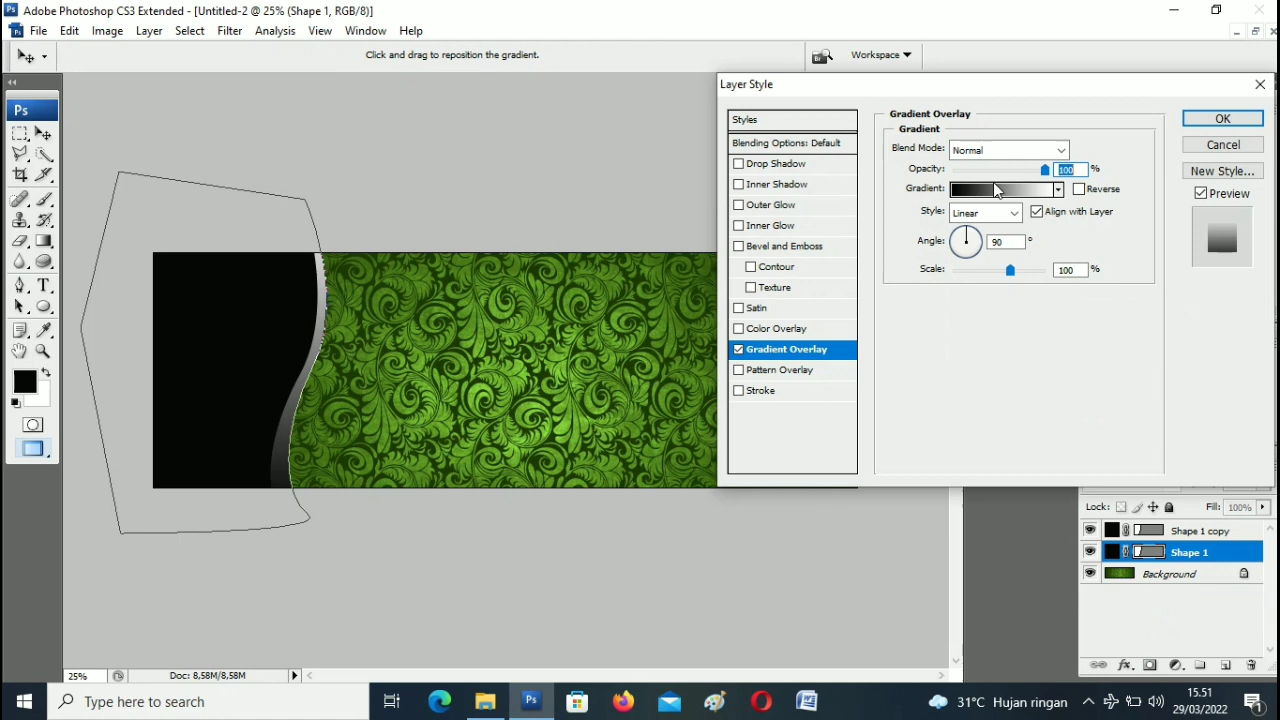 Adobe Photoshop CS3 Extended - [Untitled-2 @ 25% (Shape 1, RGB/8)]
File Edit Image Layer Select Filter Analysis View Window Help
Click and drag to reposition the gradient.
Workspace
Layer Style
Ps
Styles
Blending Options: Default
Drop Shadow
Inner Shadow
Outer Glow
Inner Glow
Bevel and Emboss
Contour
Texture
Satin
Color Overlay
Gradient Overlay
Pattern Overlay
Stroke
Gradient Overlay
Gradient
Blend Mode: Normal
Opacity: 100 %
Gradient: Reverse
Style: Linear Align with Layer
Angle: 90 °
Scale: 100 %
OK
Cancel
New Style...
Preview
Lock: Fill: 100%
Shape 1 copy
Shape 1
Background
25% Doc: 8,58M/8,58M
Type here to search
31°C Hujan ringan
15.51
29/03/2022
1